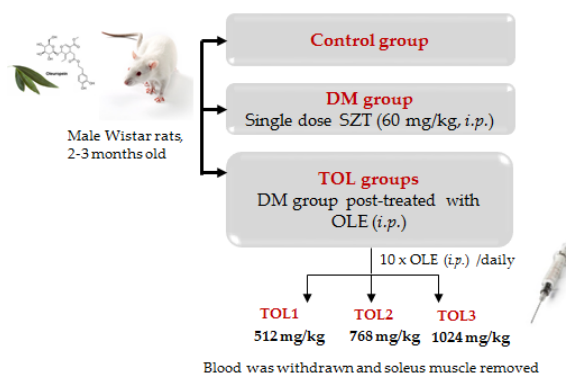 Control group
DM group
Single dose SZT (60 mg/kg, i.p.)
Oleuropein
Male Wistar rats,
2-3 months old
TOL groups
DM group post-treated with
OLE (i.p.)
10 x OLE (i.p.) /daily
TOL1 TOL2 TOL3
512 mg/kg 768 mg/kg 1024 mg/kg
Blood was withdrawn and soleus muscle removed